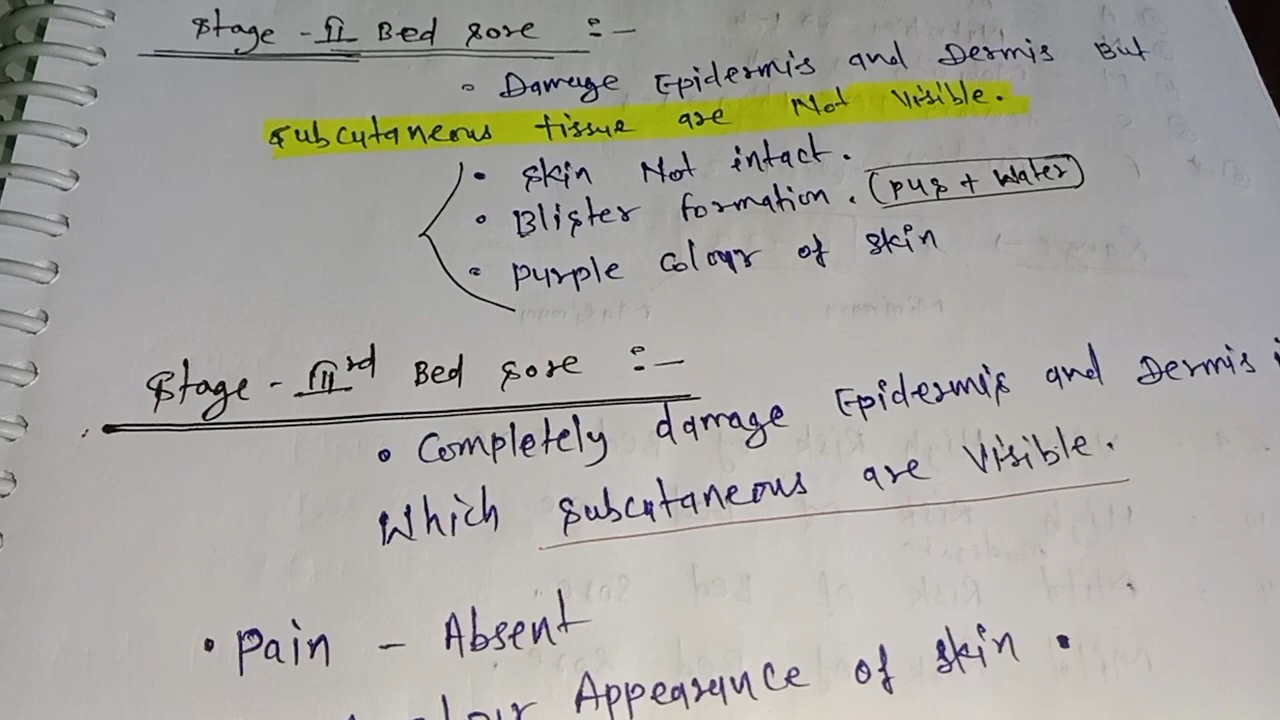 Stage - II Bed sore :-
• Damage Epidermis and Dermis But
subcutaneous tissue are Not Visible.
• skin Not intact.
• Blister formation. (pus + water)
• purple colour of skin
Stage - IIIrd Bed sore :-
• Completely damage Epidermis and Dermis
Which subcutaneous are Visible.
• Pain - Absent
Appearance of skin •